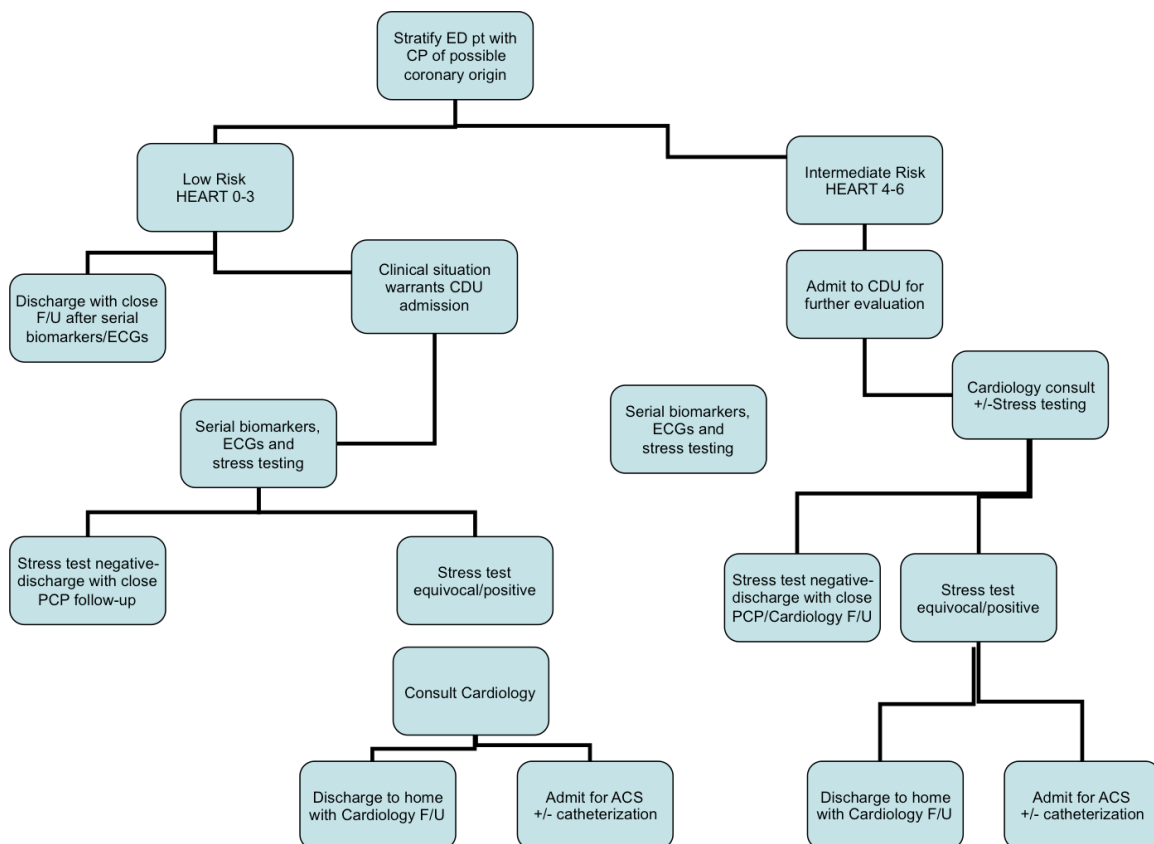 Stratify ED pt with
CP of possible
coronary origin
Low Risk
HEART 0-3
Intermediate Risk
HEART 4-6
Discharge with close
F/U after serial
biomarkers/ECGs
Clinical situation
warrants CDU
admission
Admit to CDU for
further evaluation
Cardiology consult
+/-Stress testing
Serial biomarkers,
ECGs and
stress testing
Serial biomarkers,
ECGs and
stress testing
Stress test negative-
discharge with close
PCP follow-up
Stress test
equivocal/positive
Stress test negative-
discharge with close
PCP/Cardiology F/U
Stress test
equivocal/positive
Consult Cardiology
Discharge to home
with Cardiology F/U
Admit for ACS
+/- catheterization
Discharge to home
with Cardiology F/U
Admit for ACS
+/- catheterization